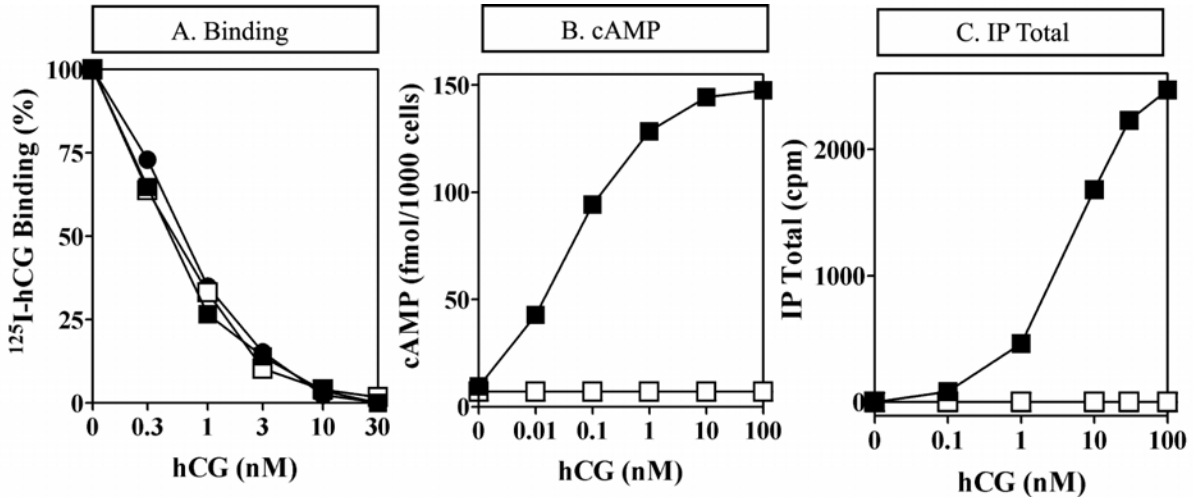 A. Binding
B. cAMP
C. IP Total
¹²⁵I-hCG Binding (%)
100
75
50
25
0
0 0.3 1 3 10 30
hCG (nM)
cAMP (fmol/1000 cells)
150
100
50
0
0 0.01 0.1 1 10 100
hCG (nM)
IP Total (cpm)
2000
1000
0
0 0.1 1 10 100
hCG (nM)